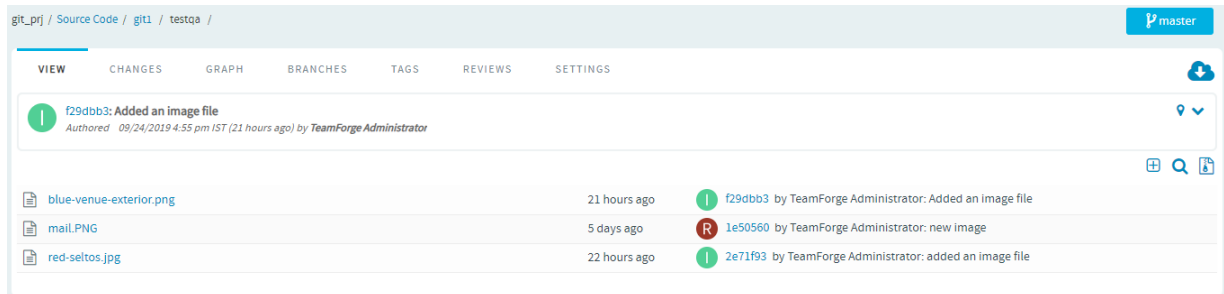 git_prj / Source Code / git1 / testqa /
master
VIEW CHANGES GRAPH BRANCHES TAGS REVIEWS SETTINGS
I
f29dbb3: Added an image file
Authored 09/24/2019 4:55 pm IST (21 hours ago) by TeamForge Administrator
blue-venue-exterior.png 21 hours ago I f29dbb3 by TeamForge Administrator: Added an image file
mail.PNG 5 days ago R 1e50560 by TeamForge Administrator: new image
red-seltos.jpg 22 hours ago I 2e71f93 by TeamForge Administrator: added an image file